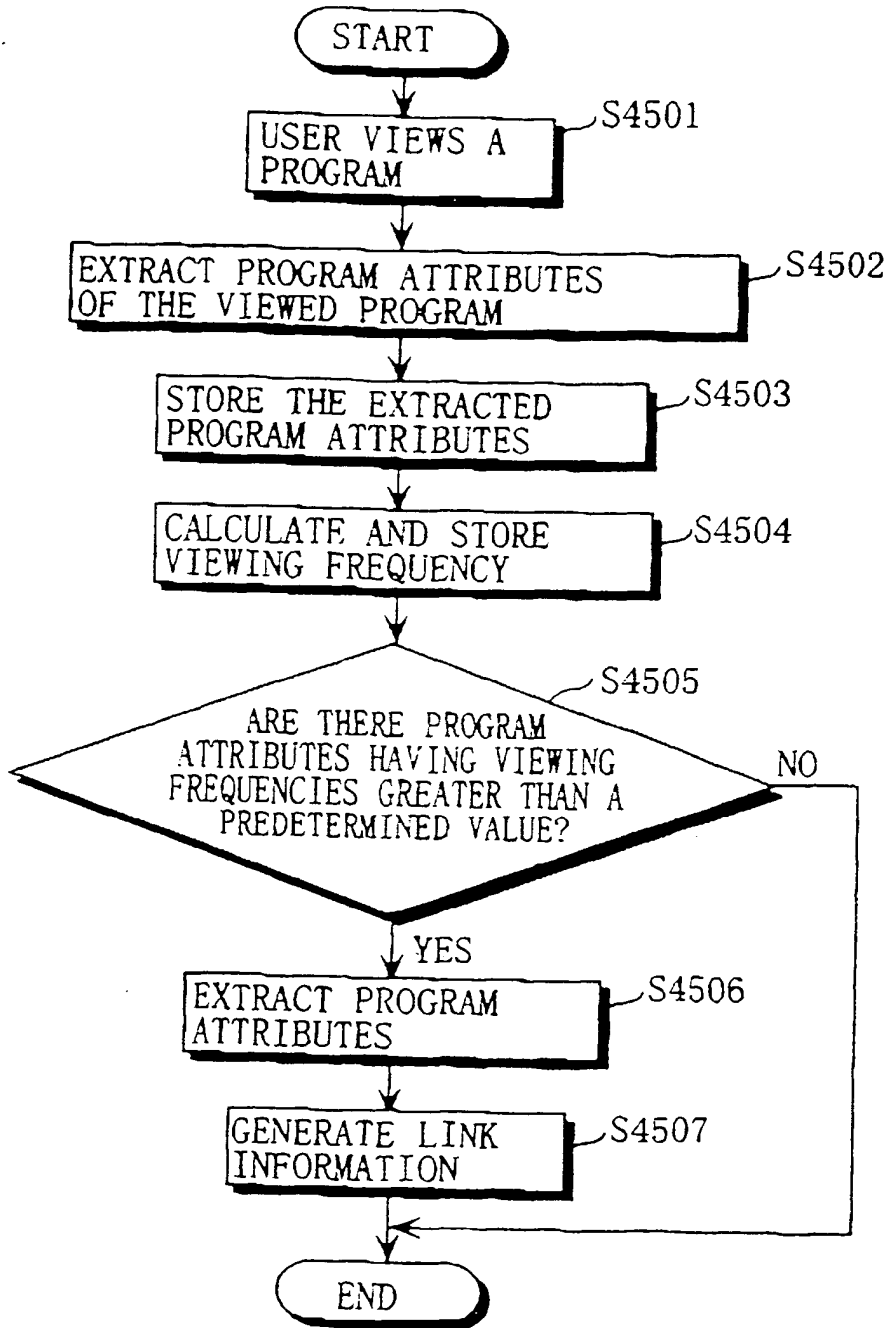 START
S4501
USER VIEWS A
PROGRAM
S4502
EXTRACT PROGRAM ATTRIBUTES
OF THE VIEWED PROGRAM
S4503
STORE THE EXTRACTED
PROGRAM ATTRIBUTES
S4504
CALCULATE AND STORE
VIEWING FREQUENCY
S4505
ARE THERE PROGRAM
ATTRIBUTES HAVING VIEWING
FREQUENCIES GREATER THAN A
PREDETERMINED VALUE?
NO
YES
S4506
EXTRACT PROGRAM
ATTRIBUTES
S4507
GENERATE LINK
INFORMATION
END